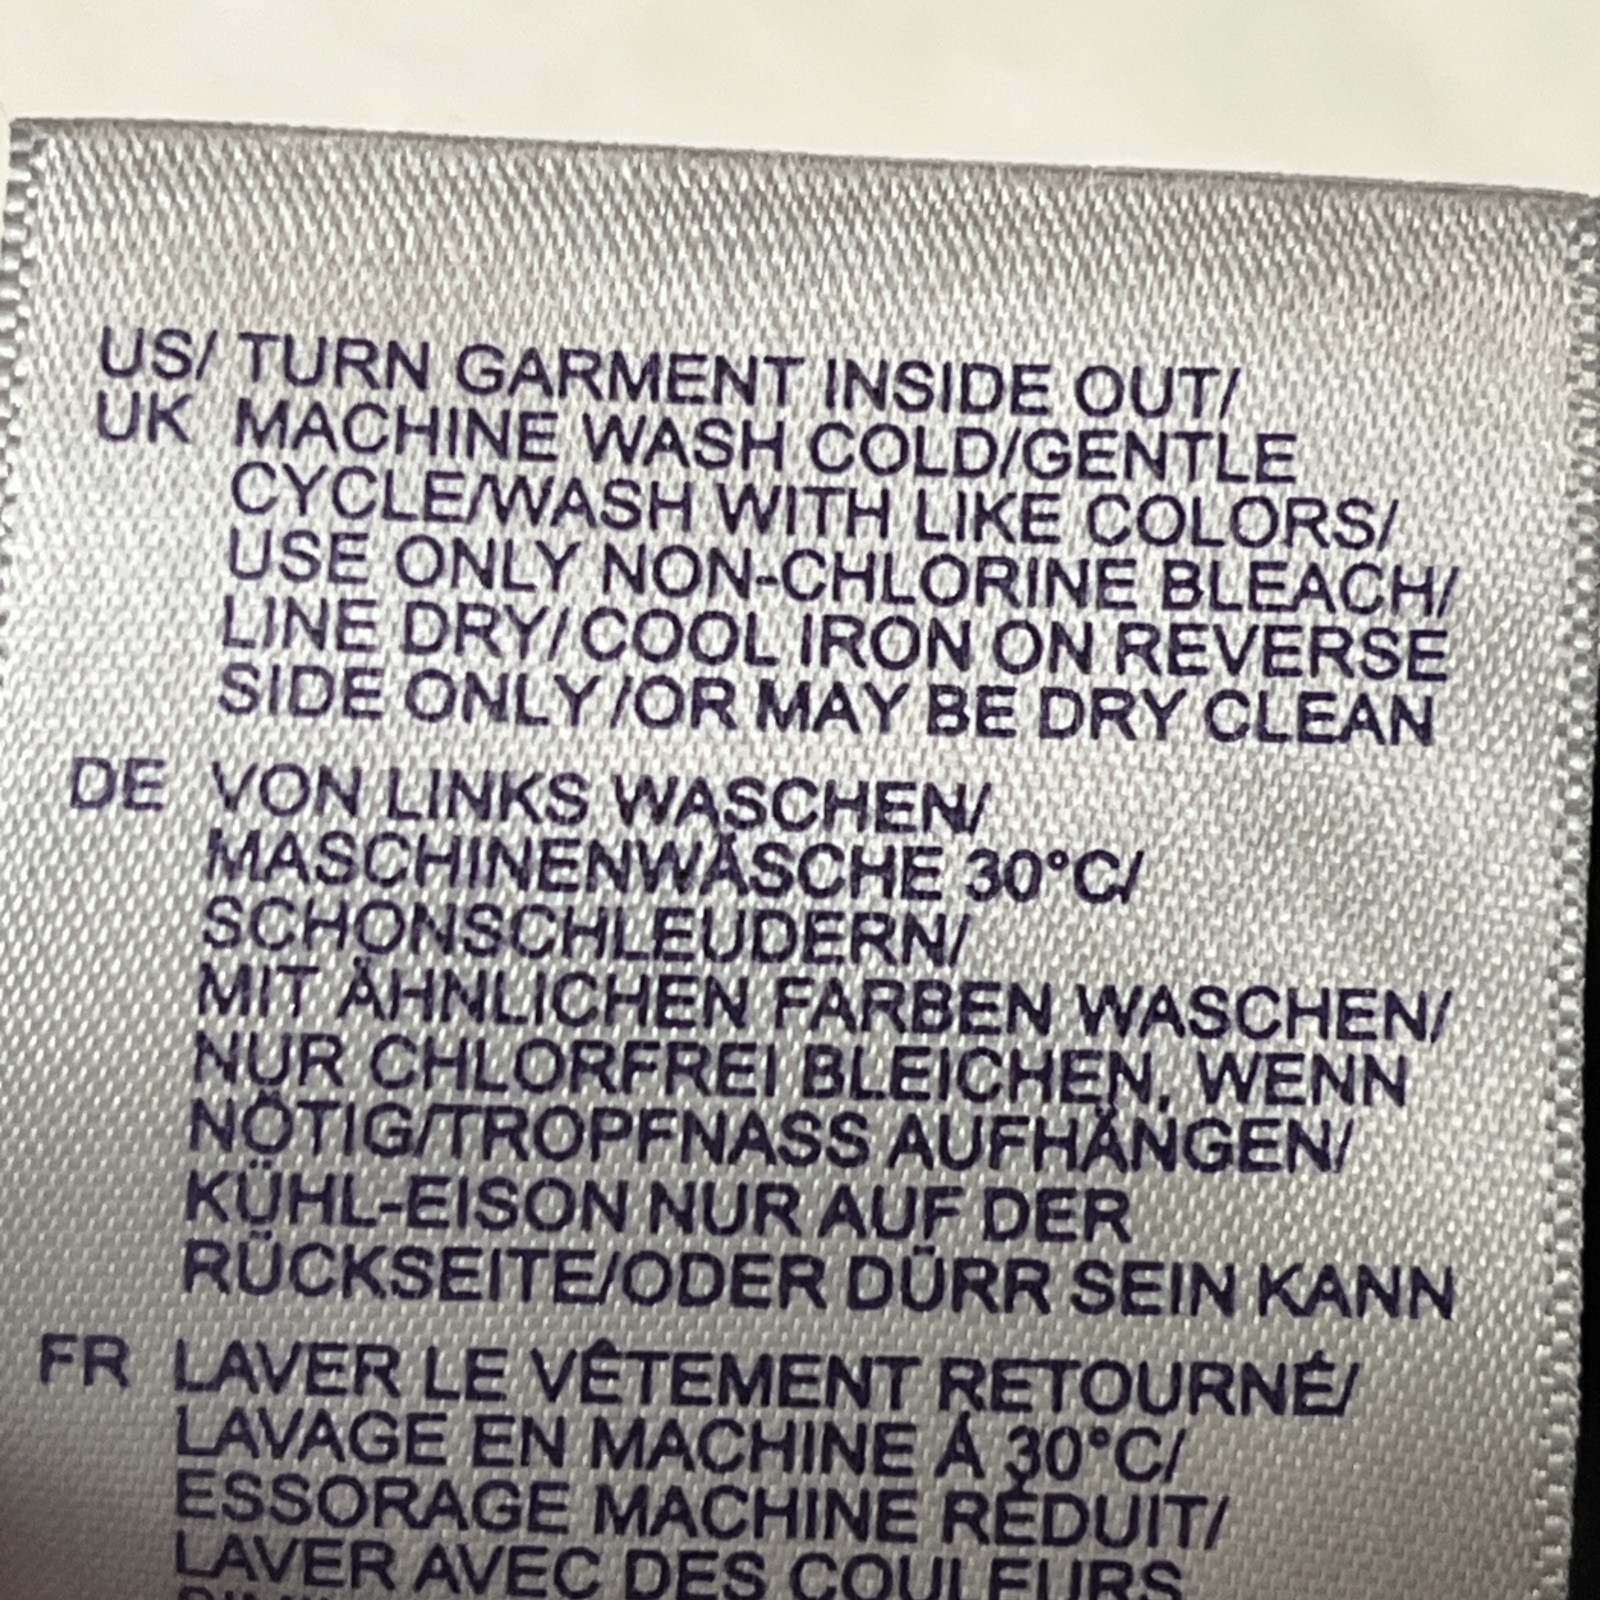 US/ TURN GARMENT INSIDE OUT/
UK MACHINE WASH COLD/GENTLE
CYCLE/WASH WITH LIKE COLORS/
USE ONLY NON-CHLORINE BLEACH/
LINE DRY/COOL IRON ON REVERSE
SIDE ONLY/OR MAY BE DRY CLEAN
DE VON LINKS WASCHEN/
MASCHINENWÄSCHE 30°C/
SCHONSCHLEUDERN/
MIT ÄHNLICHEN FARBEN WASCHEN/
NUR CHLORFREI BLEICHEN, WENN
NÖTIG/TROPFNASS AUFHÄNGEN/
KÜHL-EISON NUR AUF DER
RÜCKSEITE/ODER DÜRR SEIN KANN
FR LAVER LE VÊTEMENT RETOURNÉ/
LAVAGE EN MACHINE Á 30°C/
ESSORAGE MACHINE RÉDUIT/
LAVER AVEC DES COULEURS